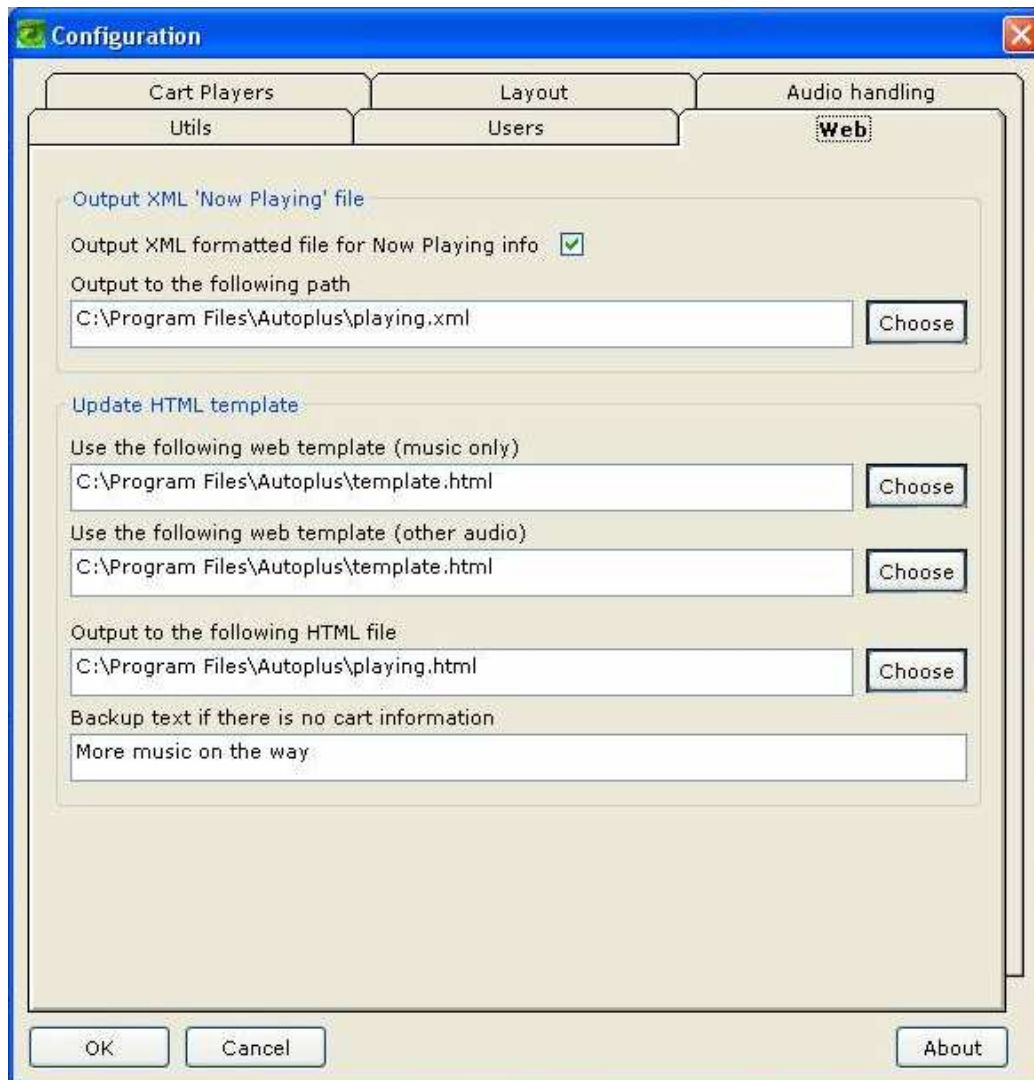 Configuration
Cart Players
Layout
Audio handling
Utils
Users
Web
Output XML 'Now Playing' file
Output XML formatted file for Now Playing info
Output to the following path
C:\Program Files\Autoplus\playing.xml
Choose
Update HTML template
Use the following web template (music only)
C:\Program Files\Autoplus\template.html
Choose
Use the following web template (other audio)
C:\Program Files\Autoplus\template.html
Choose
Output to the following HTML file
C:\Program Files\Autoplus\playing.html
Choose
Backup text if there is no cart information
More music on the way
OK
Cancel
About